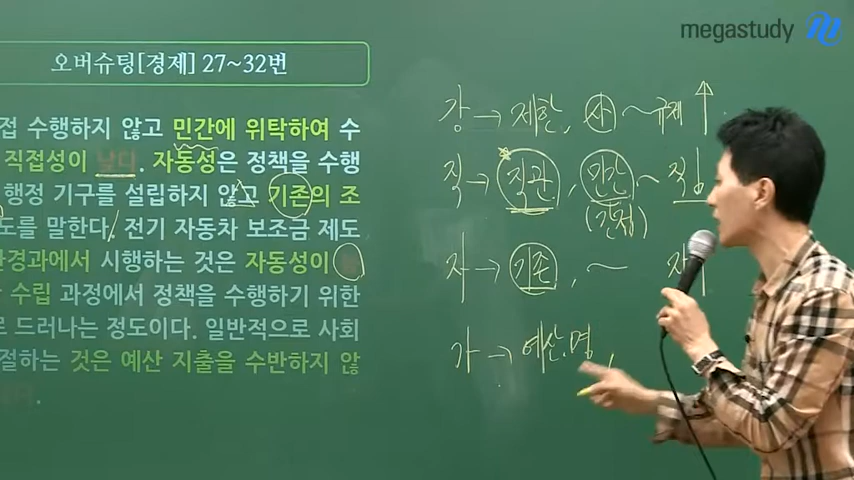 megastudy
오버슈팅[경제] 27~32번
접 수행하지 않고 민간에 위탁하여 수
직접성이 낮다. 자동성은 정책을 수행
행정 기구를 설립하지 않고 기존의 조
도를 말한다. 전기 자동차 보조금 제도
환경과에서 시행하는 것은 자동성이
수립 과정에서 정책을 수행하기 위한
로 드러나는 정도이다. 일반적으로 사회
절하는 것은 예산 지출을 수반하지 않
강 → 제한, 사 ~ 규제 ↑
직 → 직관, 민간 ~ 직↓
(간접)
자 → 기존, ~ 자↑
가 → 예산.명,